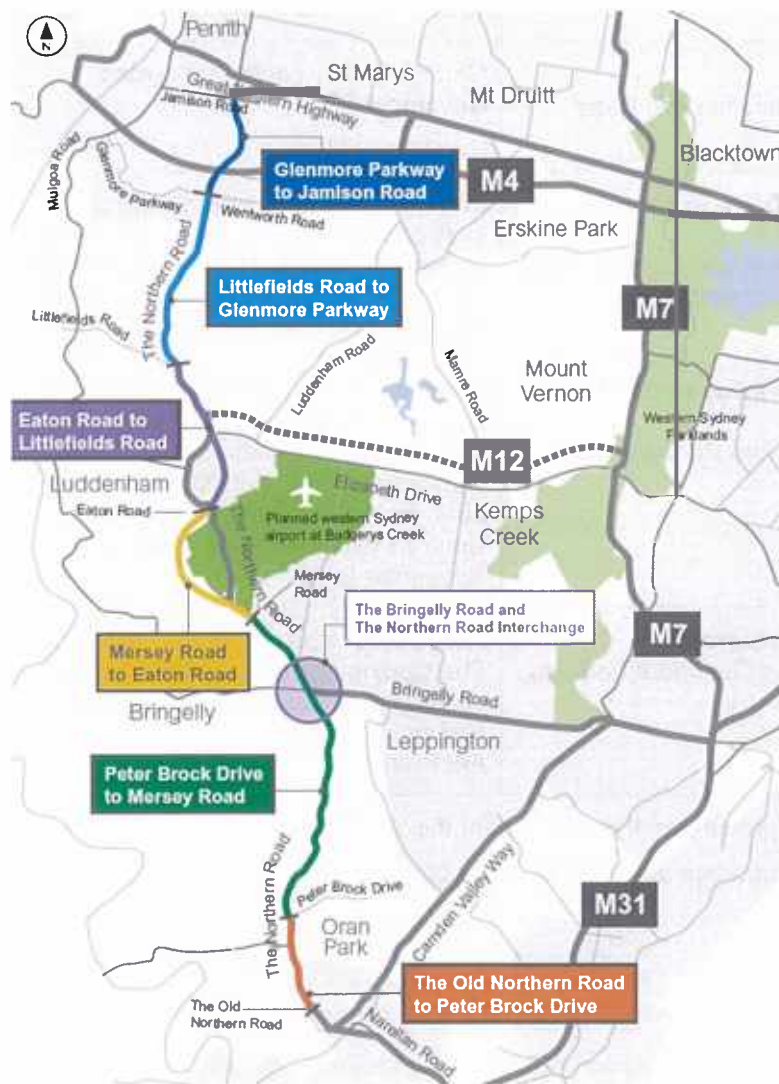 N
Penrith
St Marys
Mt Druitt
Great Western Highway
Jamison Road
Blacktown
Mulgoa Road
Glenmore Parkway
Glenmore Parkway
to Jamison Road
M4
Wentworth Road
Erskine Park
The Northern Road
Littlefields Road to
Glenmore Parkway
M7
Littlefields Road
Luddenham Road
Mamre Road
Mount
Vernon
Eaton Road to
Littlefields Road
Western Sydney
Parklands
M12
Luddenham
Elizabeth Drive
Eaton Road
Kemps
Creek
The Northern Road
Planned western Sydney
airport at Badgerys Creek
Mersey
Road
The Bringelly Road and
The Northern Road Interchange
M7
Mersey Road
to Eaton Road
Bringelly Road
Bringelly
Leppington
Peter Brock Drive
to Mersey Road
The Northern Road
Peter Brock Drive
Camden Valley Way
M31
Oran
Park
The Old Northern Road
to Peter Brock Drive
The Old
Northern Road
Narellan Road